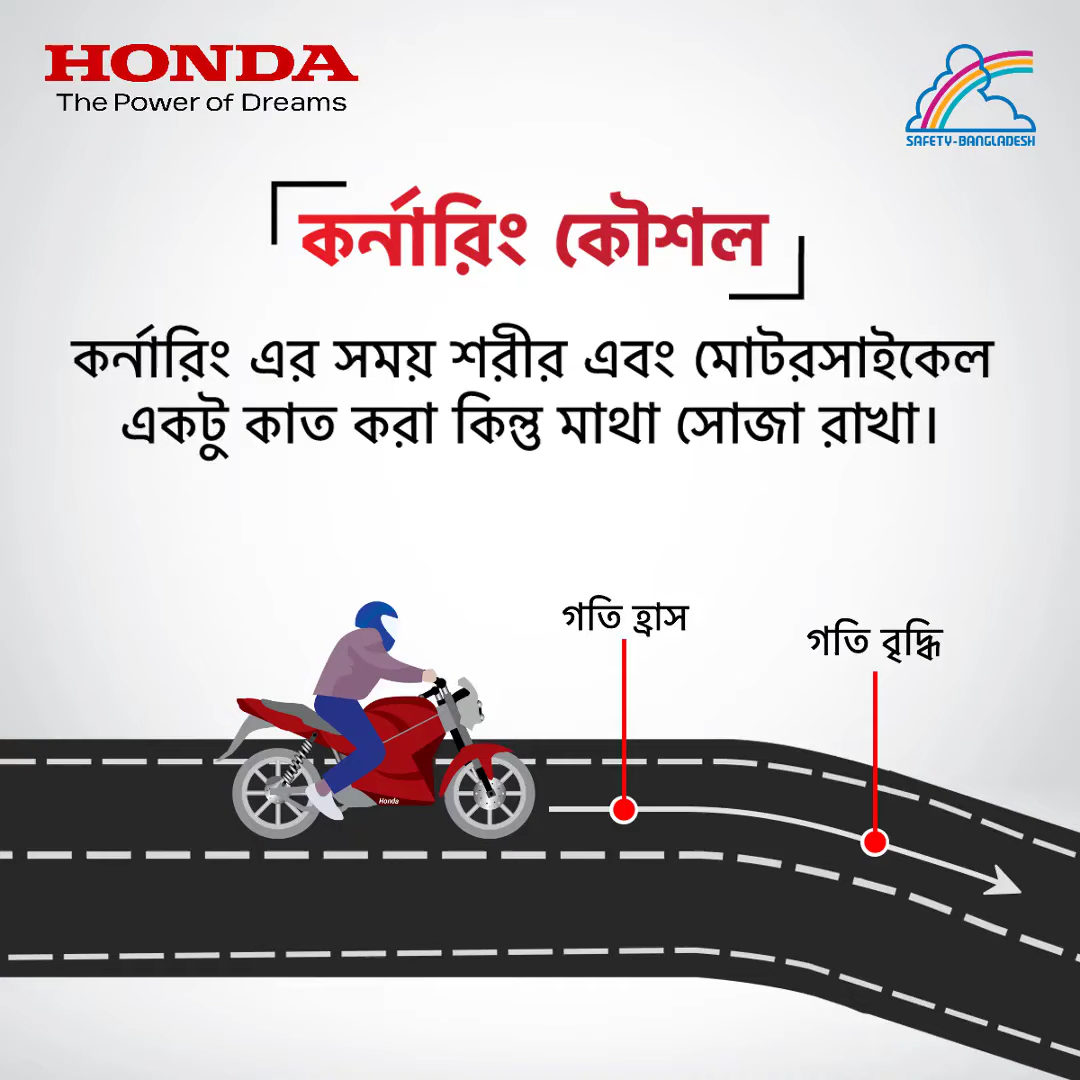 HONDA
The Power of Dreams
SAFETY-BANGLADESH
কর্নারিং কৌশল
কর্নারিং এর সময় শরীর এবং মোটরসাইকেল
একটু কাত করা কিন্তু মাথা সোজা রাখা।
গতি হ্রাস
গতি বৃদ্ধি
Honda